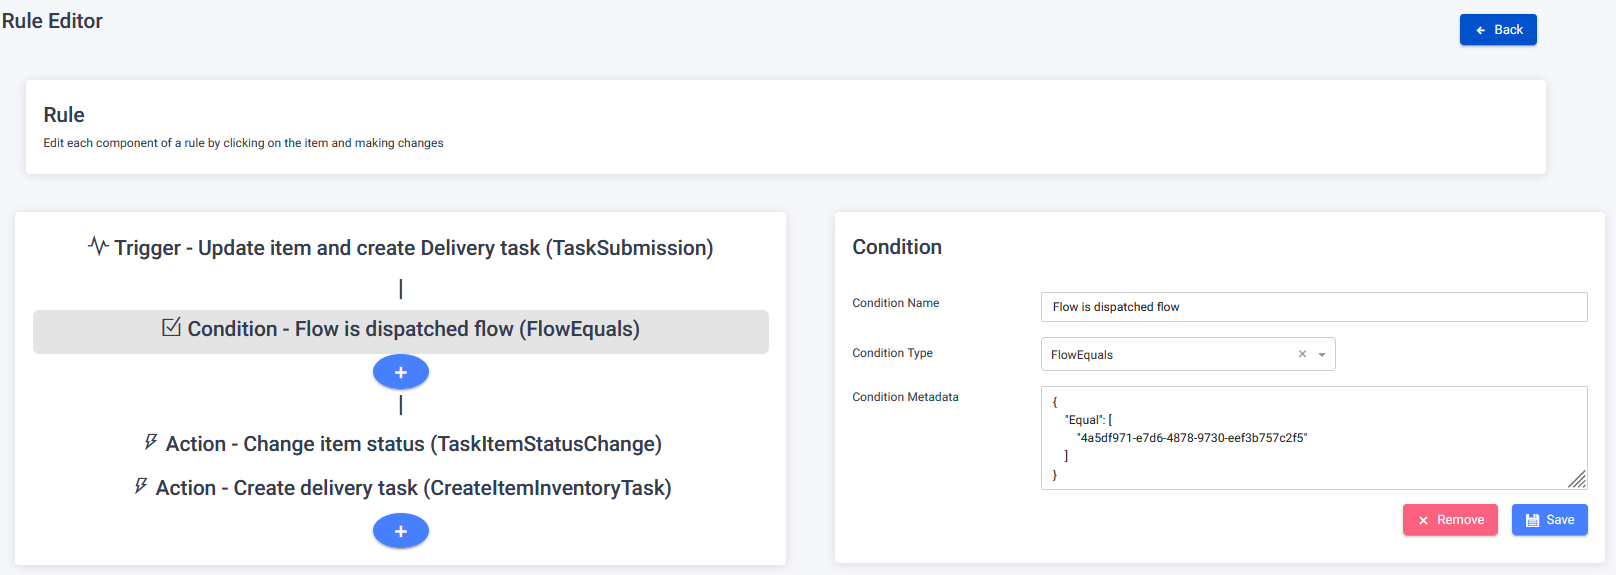 Rule Editor
Back
Rule
Edit each component of a rule by clicking on the item and making changes
Trigger - Update item and create Delivery task (TaskSubmission)
|
Condition - Flow is dispatched flow (FlowEquals)
+
|
Action - Change item status (TaskItemStatusChange)
Action - Create delivery task (CreateItemInventoryTask)
+
Condition
Condition Name
Flow is dispatched flow
Condition Type
FlowEquals
Condition Metadata
{
"Equal": [
"4a5df971-e7d6-4878-9730-eef3b757c2f5"
]
}
Remove
Save